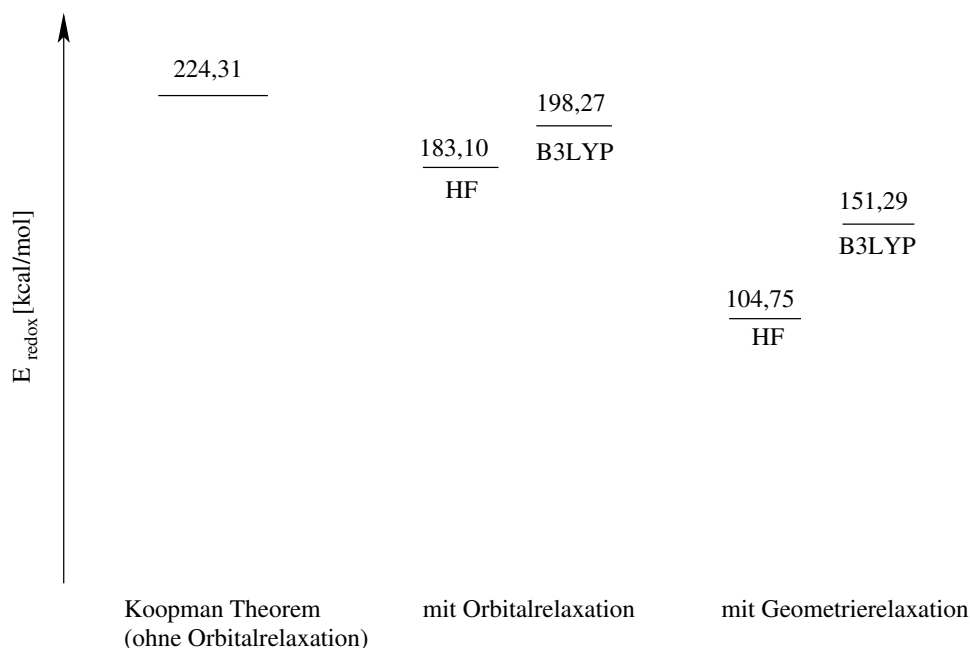 224,31
198,27
183,10
B3LYP
HF
151,29
B3LYP
104,75
HF
E redox [kcal/mol]
Koopman Theorem
(ohne Orbitalrelaxation)
mit Orbitalrelaxation
mit Geometrierelaxation